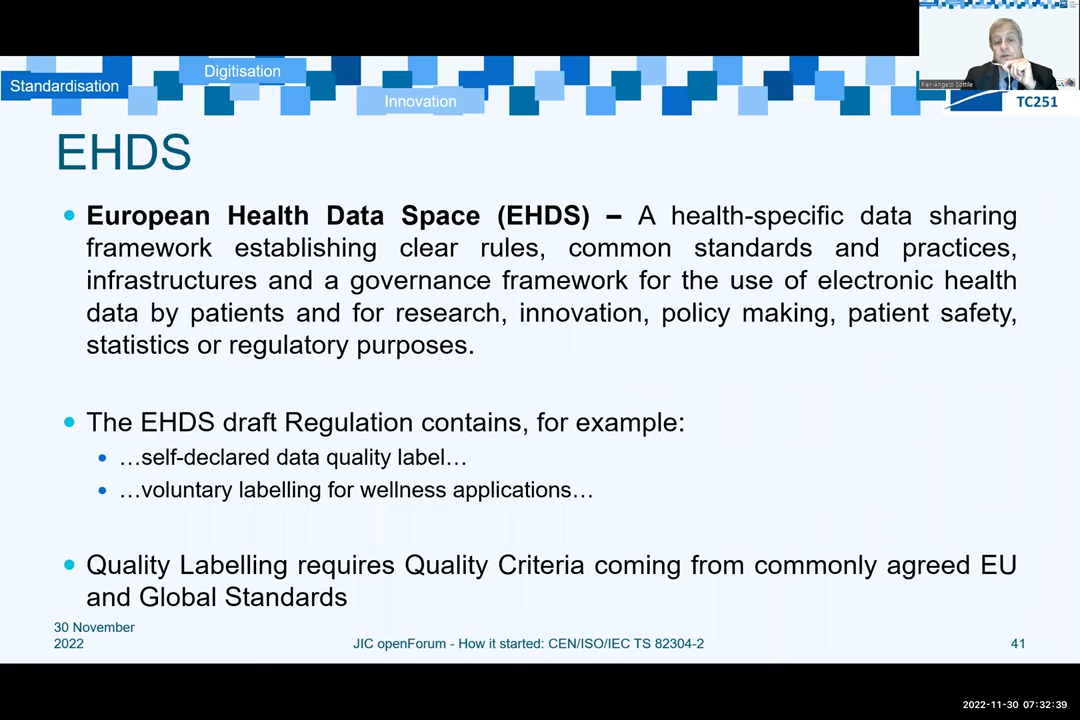 Standardisation
Digitisation
Innovation
Pier-Angelo Sottile
TC251
EHDS
• European Health Data Space (EHDS) – A health-specific data sharing
framework establishing clear rules, common standards and practices,
infrastructures and a governance framework for the use of electronic health
data by patients and for research, innovation, policy making, patient safety,
statistics or regulatory purposes.
• The EHDS draft Regulation contains, for example:
• …self-declared data quality label…
• …voluntary labelling for wellness applications…
• Quality Labelling requires Quality Criteria coming from commonly agreed EU
and Global Standards
30 November
2022
JIC openForum - How it started: CEN/ISO/IEC TS 82304-2
41
2022-11-30 07:32:39